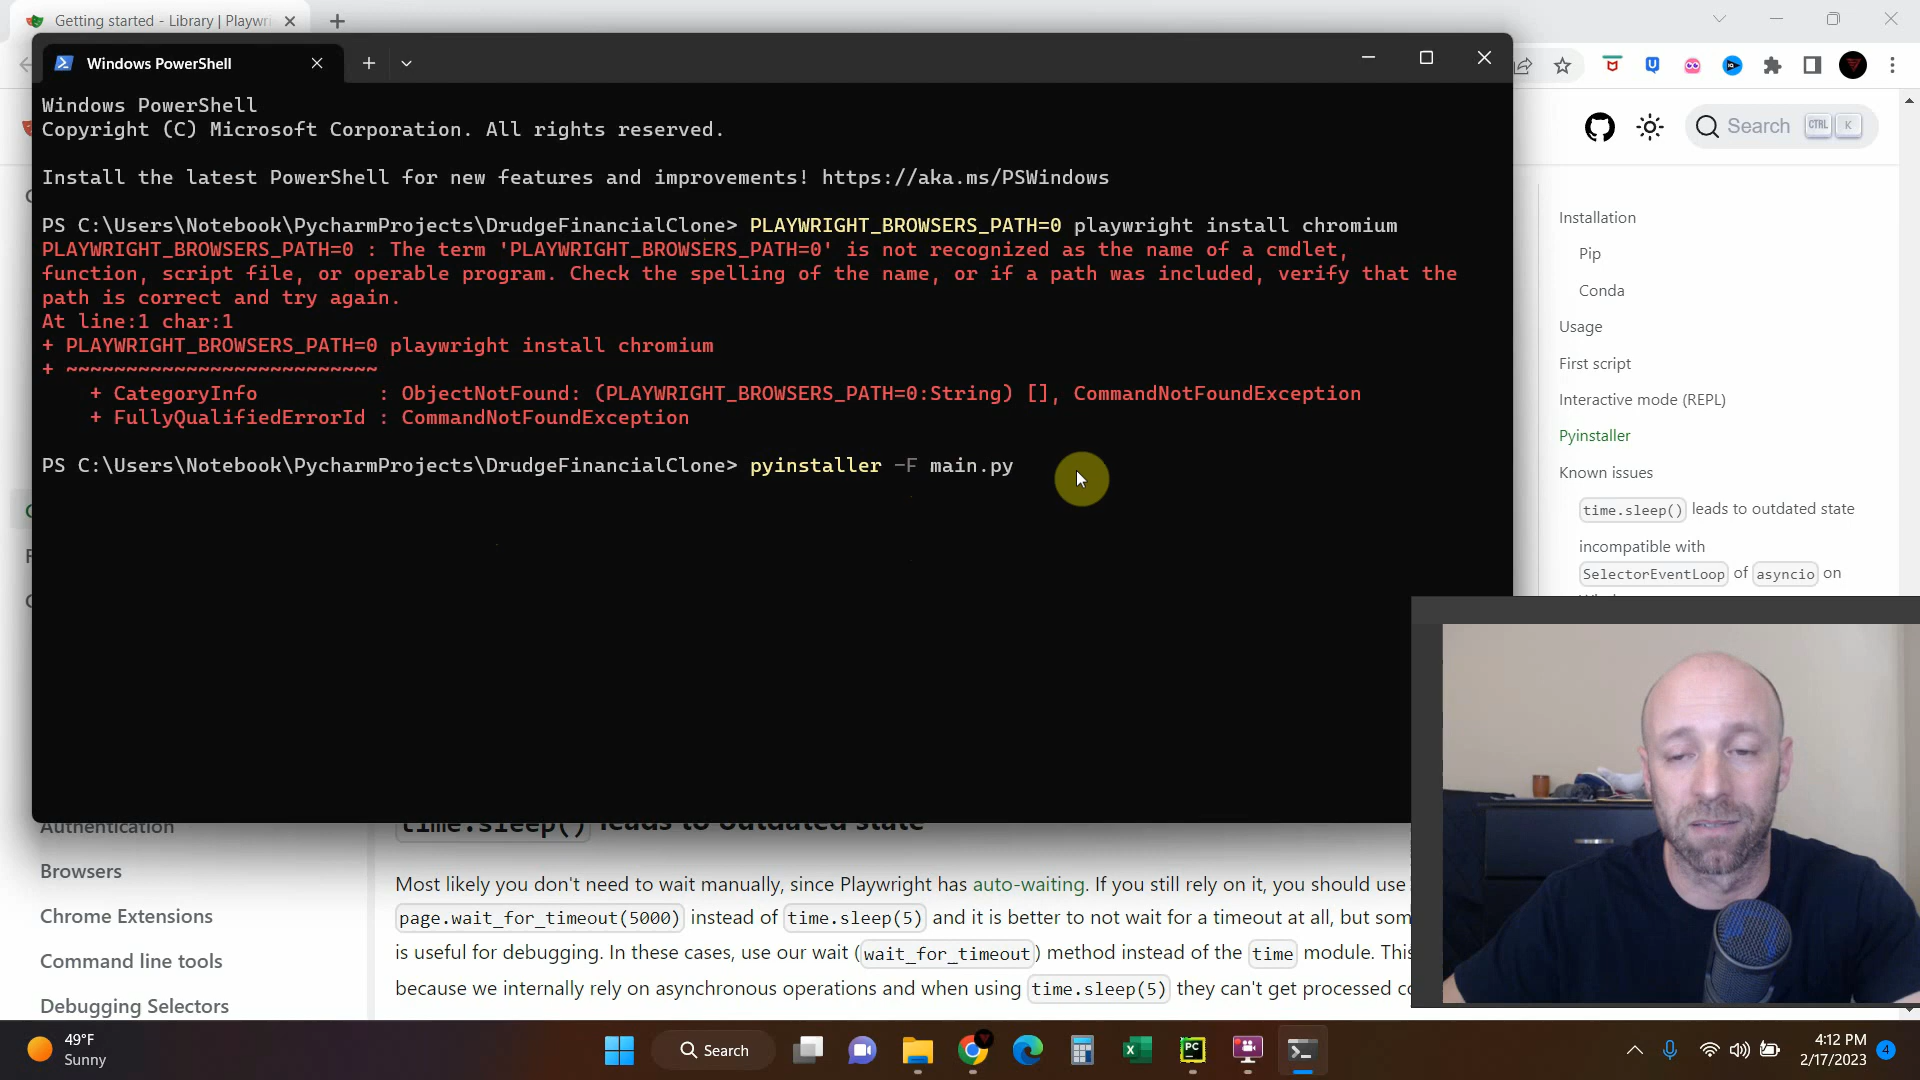 Getting started - Library | Playwri
Windows PowerShell
Windows PowerShell
Copyright (C) Microsoft Corporation. All rights reserved.
Install the latest PowerShell for new features and improvements! https://aka.ms/PSWindows
PS C:\Users\Notebook\PycharmProjects\DrudgeFinancialClone> PLAYWRIGHT_BROWSERS_PATH=0 playwright install chromium
PLAYWRIGHT_BROWSERS_PATH=0 : The term 'PLAYWRIGHT_BROWSERS_PATH=0' is not recognized as the name of a cmdlet,
function, script file, or operable program. Check the spelling of the name, or if a path was included, verify that the
path is correct and try again.
At line:1 char:1
+ PLAYWRIGHT_BROWSERS_PATH=0 playwright install chromium
+ ~~~~~~~~~~~~~~~~~~~~~~~~~~
+ CategoryInfo : ObjectNotFound: (PLAYWRIGHT_BROWSERS_PATH=0:String) [], CommandNotFoundException
+ FullyQualifiedErrorId : CommandNotFoundException
PS C:\Users\Notebook\PycharmProjects\DrudgeFinancialClone> pyinstaller -F main.py
Search CTRL K
Installation
Pip
Conda
Usage
First script
Interactive mode (REPL)
Pyinstaller
Known issues
time.sleep() leads to outdated state
incompatible with
SelectorEventLoop of asyncio on
Authentication
Browsers
Chrome Extensions
Command line tools
Debugging Selectors
time.sleep() leads to outdated state
Most likely you don't need to wait manually, since Playwright has auto-waiting. If you still rely on it, you should use
page.wait_for_timeout(5000) instead of time.sleep(5) and it is better to not wait for a timeout at all, but som
is useful for debugging. In these cases, use our wait (wait_for_timeout) method instead of the time module. This
because we internally rely on asynchronous operations and when using time.sleep(5) they can't get processed co
49°F
Sunny
Search
PC
4:12 PM
2/17/2023
4